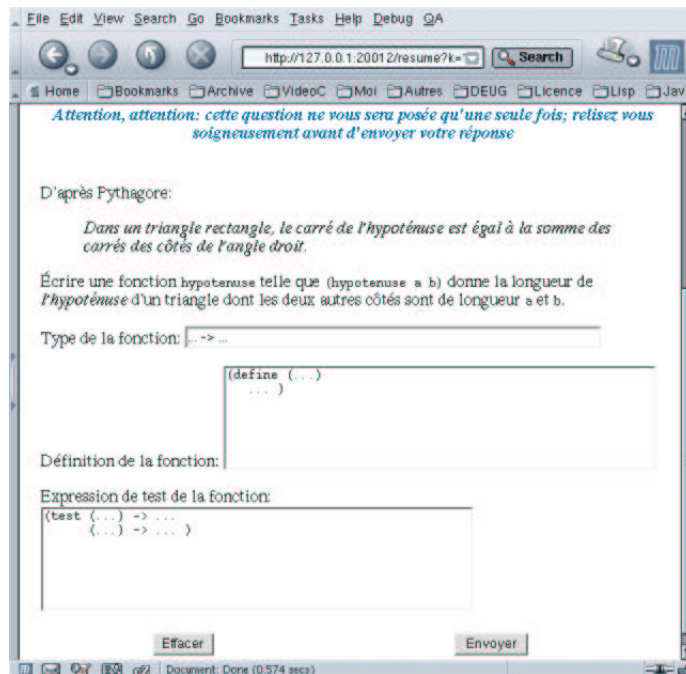 File Edit View Search Go Bookmarks Tasks Help Debug QA
http://127.0.0.1:20012/resume?k= Search
Home Bookmarks Archive VideoC Moi Autres DEUG Licence Lisp Jav
Attention, attention: cette question ne vous sera posée qu'une seule fois; relisez vous
soigneusement avant d'envoyer votre réponse
D'après Pythagore:
Dans un triangle rectangle, le carré de l'hypoténuse est égal à la somme des
carrés des côtés de l'angle droit.
Écrire une fonction hypotenuse telle que (hypotenuse a b) donne la longueur de
l'hypoténuse d'un triangle dont les deux autres côtés sont de longueur a et b.
Type de la fonction: ... -> ...
(define (...)
... )
Définition de la fonction:
Expression de test de la fonction:
(test (...) -> ...
(...) -> ... )
Effacer Envoyer
Document: Done (0.574 secs)